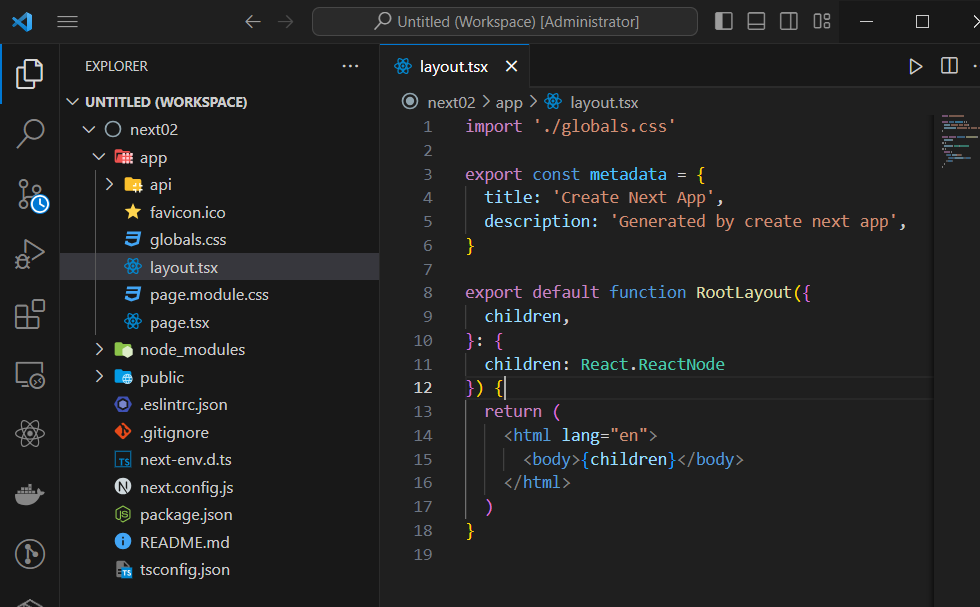 Untitled (Workspace) [Administrator]
EXPLORER
UNTITLED (WORKSPACE)
next02
app
api
favicon.ico
globals.css
layout.tsx
page.module.css
page.tsx
node_modules
public
.eslintrc.json
.gitignore
TS next-env.d.ts
N next.config.js
JS package.json
README.md
TS tsconfig.json
layout.tsx
next02 > app > layout.tsx
1 import './globals.css'
2
3 export const metadata = {
4   title: 'Create Next App',
5   description: 'Generated by create next app',
6 }
7
8 export default function RootLayout({
9   children,
10 }: {
11   children: React.ReactNode
12 }) {
13   return (
14     <html lang="en">
15       <body>{children}</body>
16     </html>
17   )
18 }
19